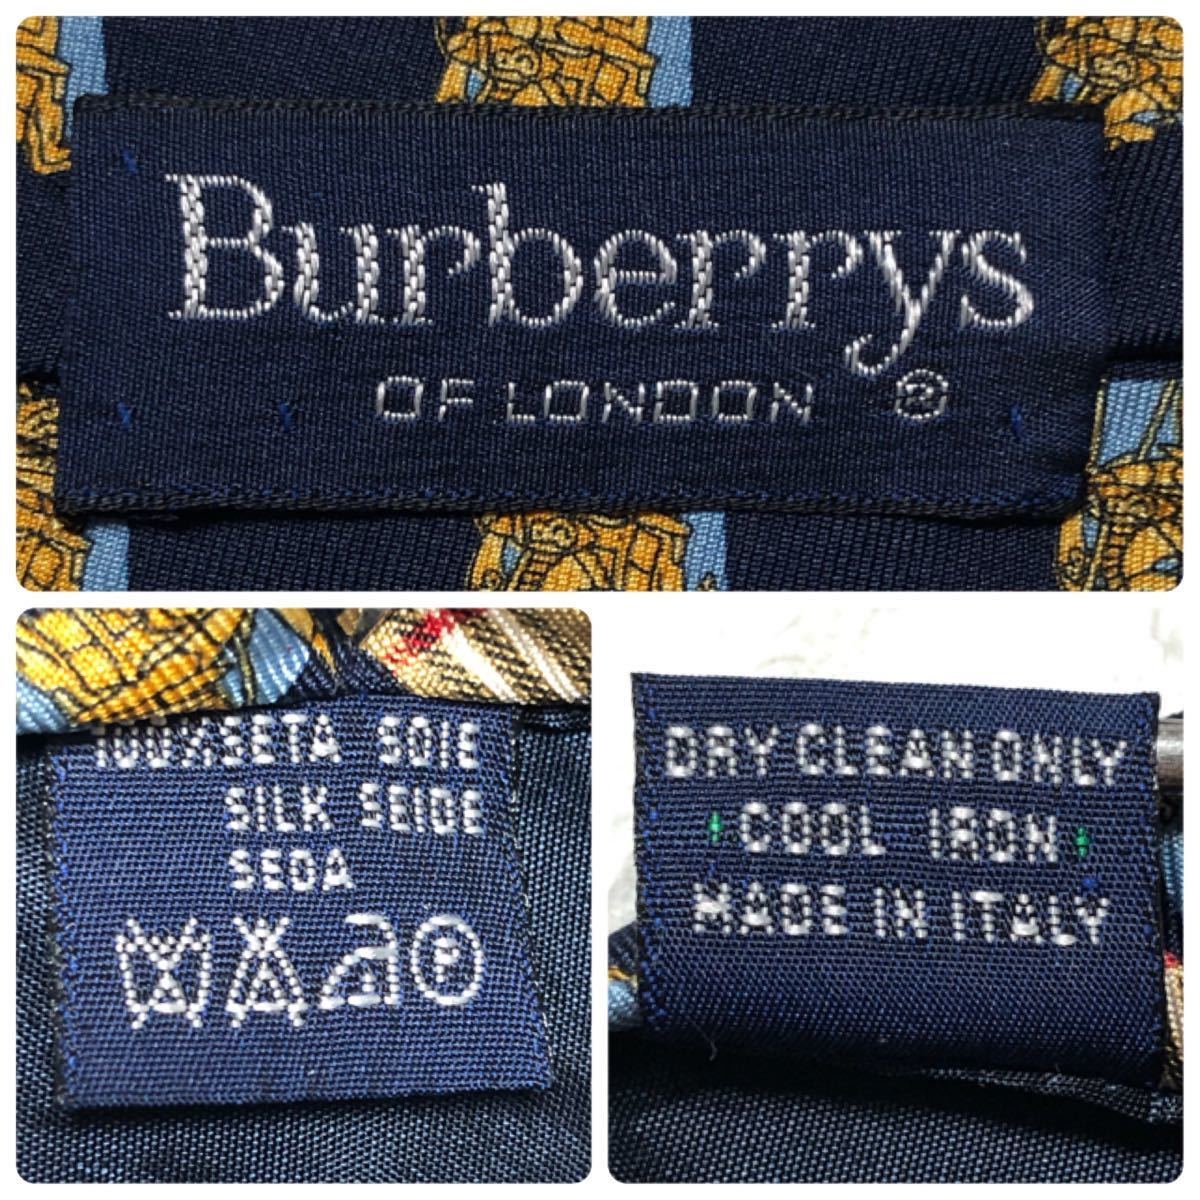 Burberrys
OF LONDON ®
100% SETA SOIE
SILK SEIDE
SEDA
P
DRY CLEAN ONLY
COOL IRON
MADE IN ITALY